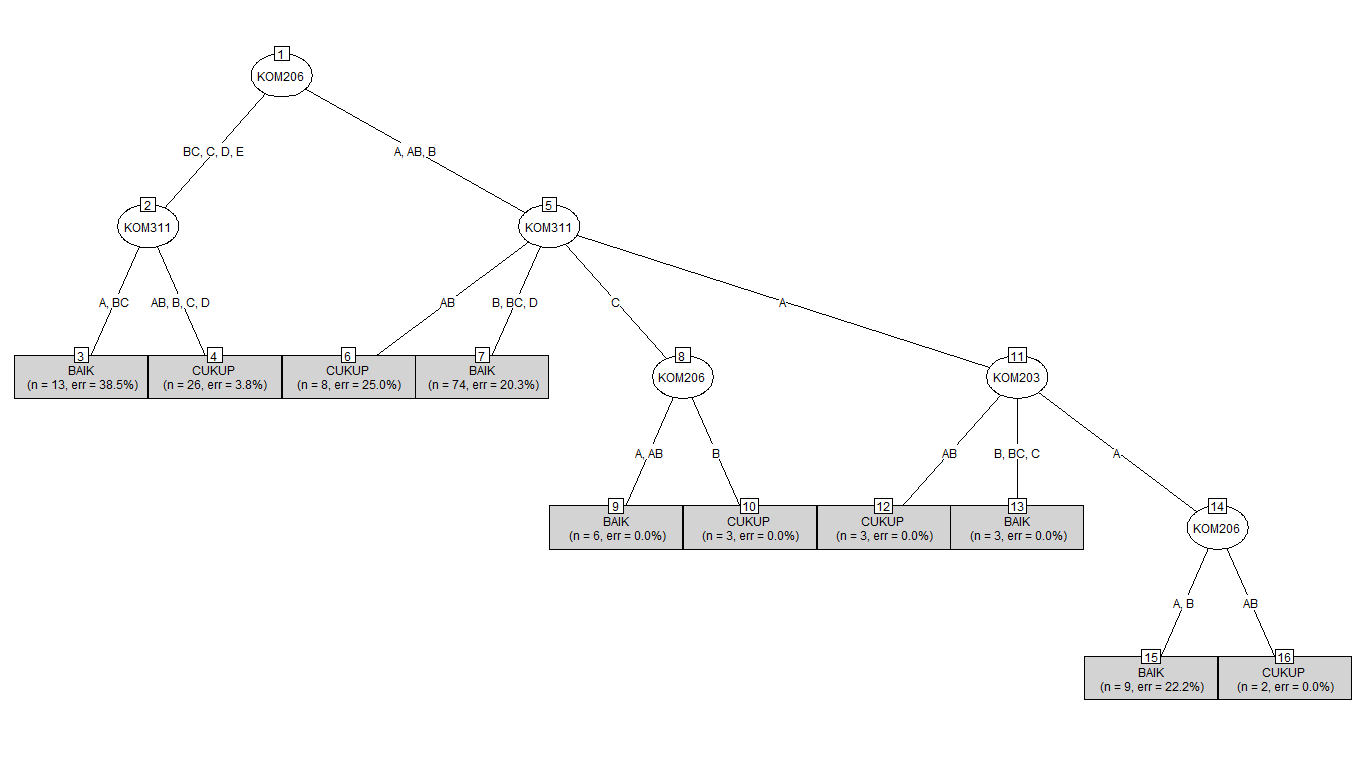 1
KOM206
BC, C, D, E
A, AB, B
2
KOM311
5
KOM311
A, BC
AB, B, C, D
AB
B, BC, D
C
A
3
BAIK
(n = 13, err = 38.5%)
4
CUKUP
(n = 26, err = 3.8%)
6
CUKUP
(n = 8, err = 25.0%)
7
BAIK
(n = 74, err = 20.3%)
8
KOM206
11
KOM203
A, AB
B
AB
B, BC, C
A
9
BAIK
(n = 6, err = 0.0%)
10
CUKUP
(n = 3, err = 0.0%)
12
CUKUP
(n = 3, err = 0.0%)
13
BAIK
(n = 3, err = 0.0%)
14
KOM206
A, B
AB
15
BAIK
(n = 9, err = 22.2%)
16
CUKUP
(n = 2, err = 0.0%)